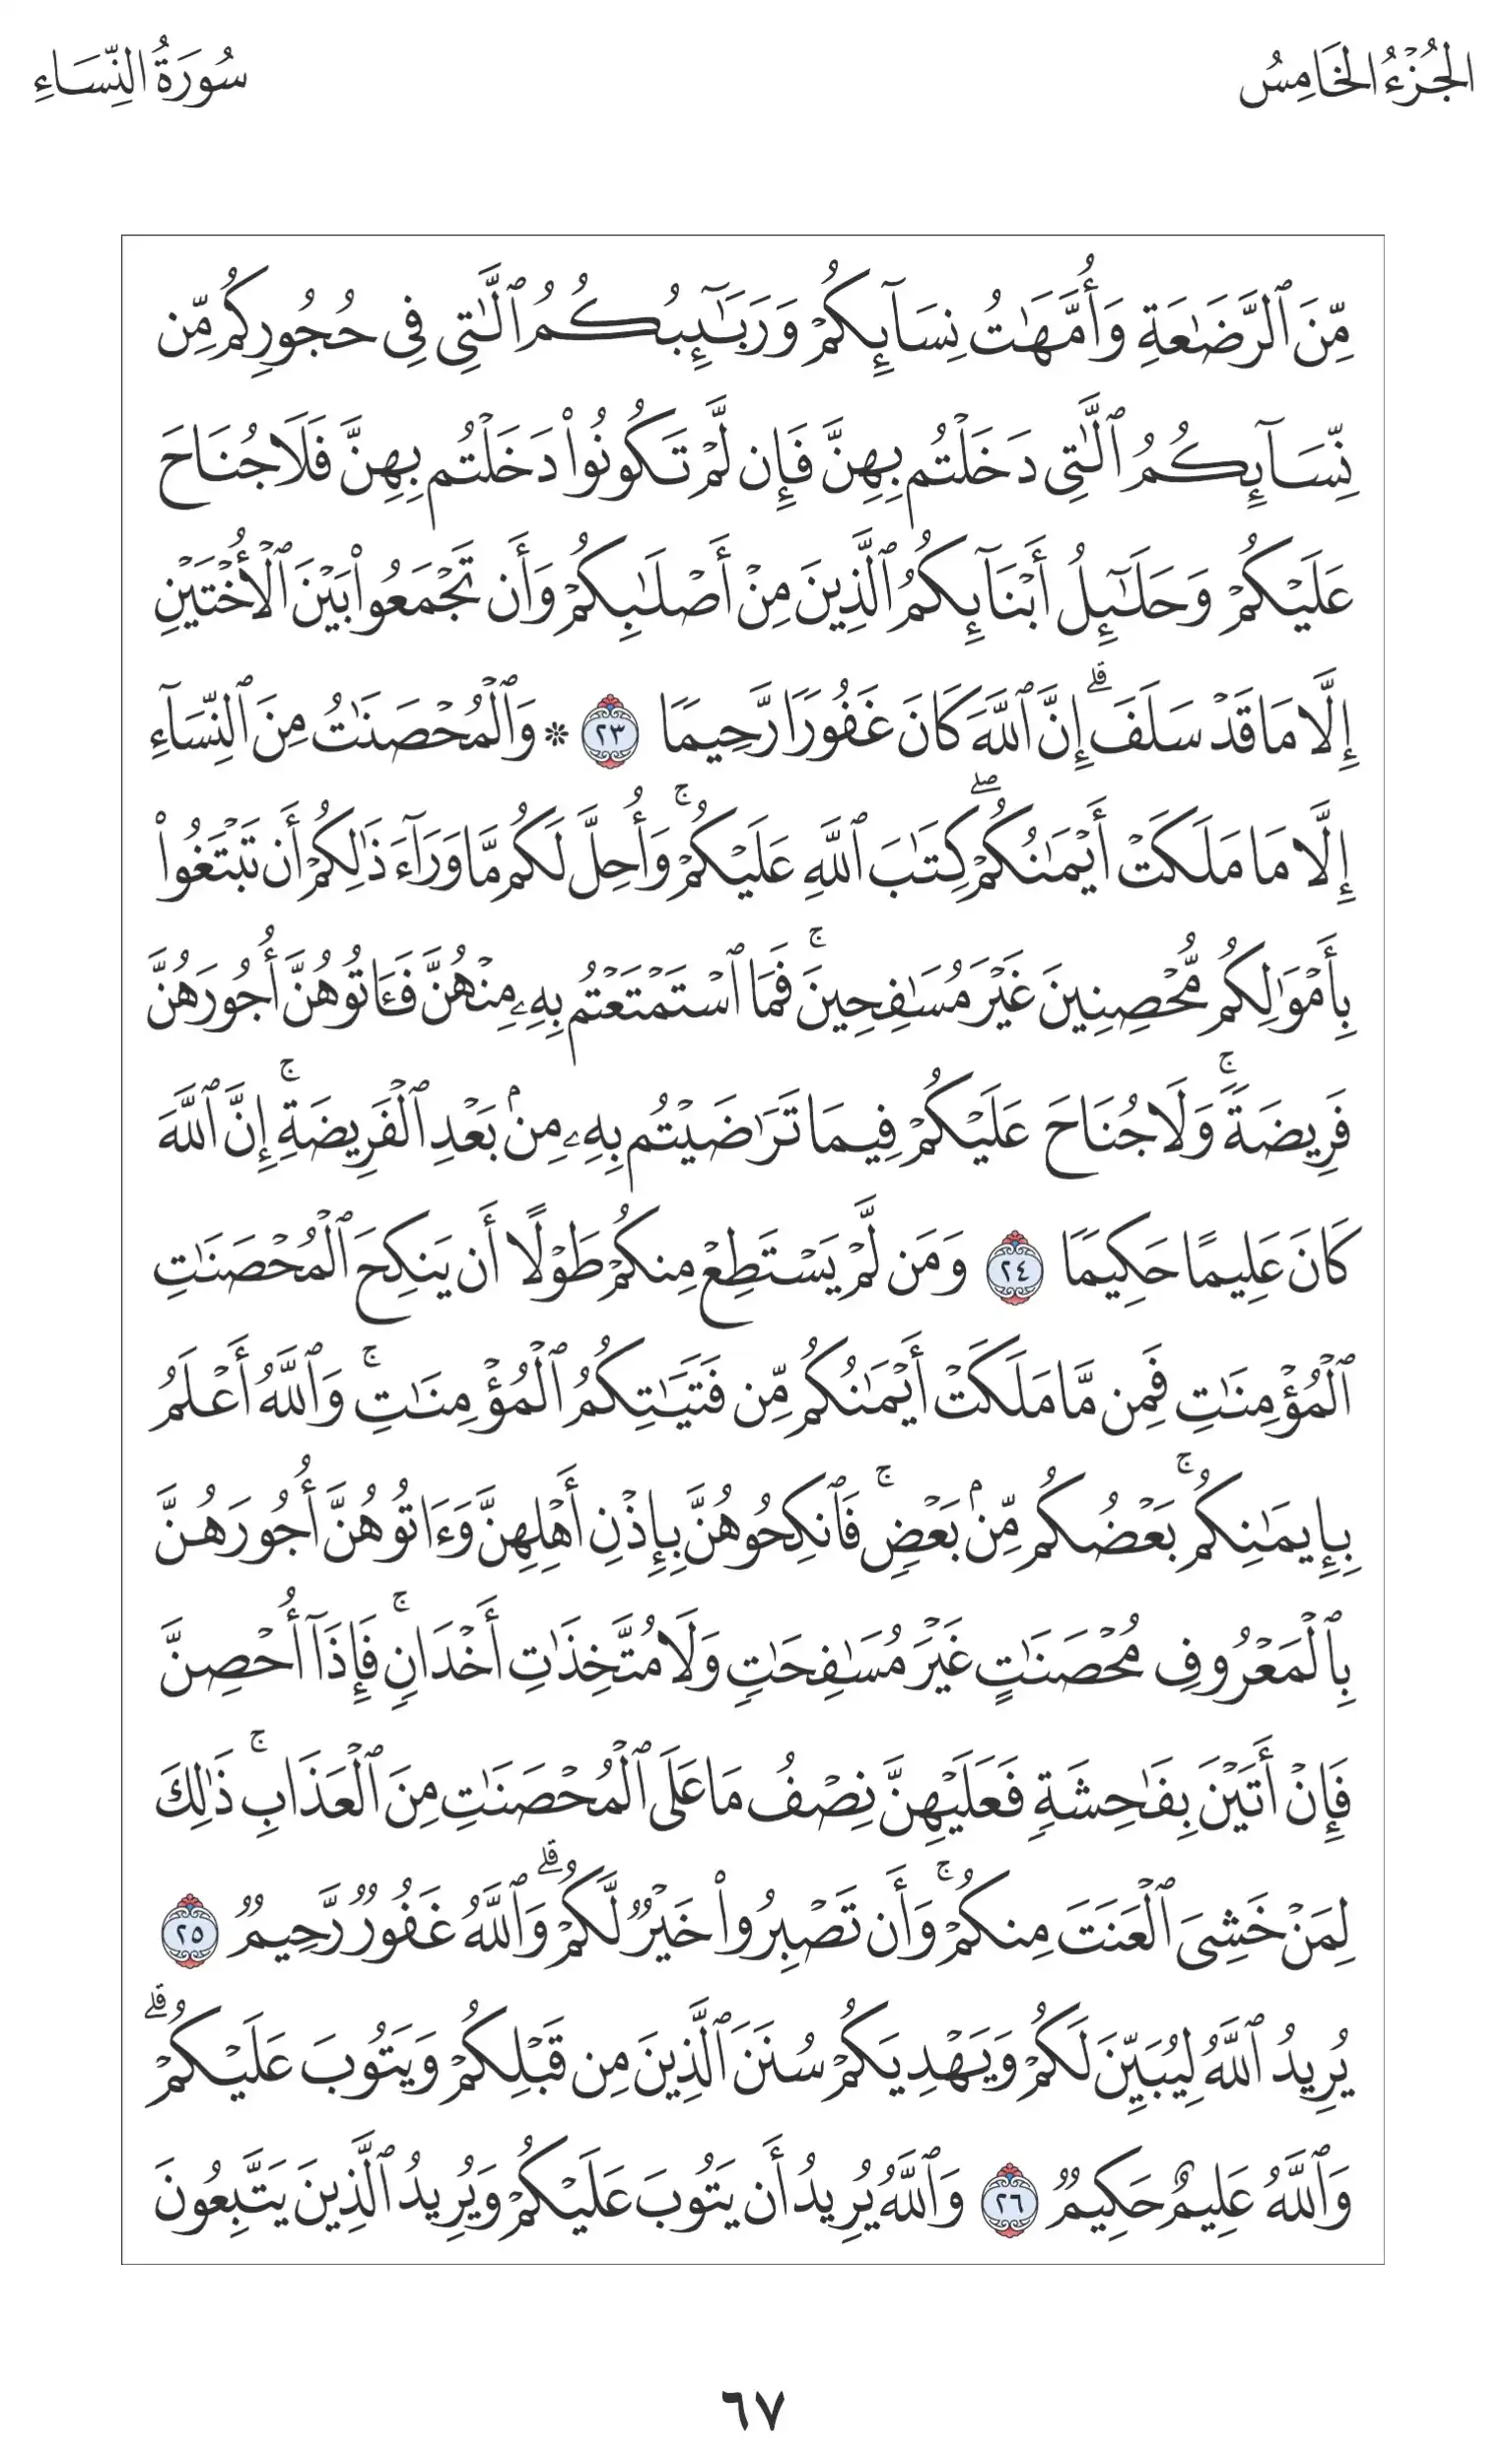 الجُزْءُ الخَامِسُ
سُورَةُ النِّسَاءِ
مِّنَ ٱلرَّضَٰعَةِ وَأُمَّهَٰتُ نِسَآئِكُمْ وَرَبَٰٓئِبُكُمُ ٱلَّٰتِى فِى حُجُورِكُم مِّن
نِّسَآئِكُمُ ٱلَّٰتِى دَخَلْتُم بِهِنَّ فَإِن لَّمْ تَكُونُوا۟ دَخَلْتُم بِهِنَّ فَلَا جُنَاحَ
عَلَيْكُمْ وَحَلَٰٓئِلُ أَبْنَآئِكُمُ ٱلَّذِينَ مِنْ أَصْلَٰبِكُمْ وَأَن تَجْمَعُوا۟ بَيْنَ ٱلْأُخْتَيْنِ
إِلَّا مَا قَدْ سَلَفَ ۗ إِنَّ ٱللَّهَ كَانَ غَفُورًا رَّحِيمًا ٢٣ * وَٱلْمُحْصَنَٰتُ مِنَ ٱلنِّسَآءِ
إِلَّا مَا مَلَكَتْ أَيْمَٰنُكُمْ ۖ كِتَٰبَ ٱللَّهِ عَلَيْكُمْ ۚ وَأُحِلَّ لَكُم مَّا وَرَآءَ ذَٰلِكُمْ أَن تَبْتَغُوا۟
بِأَمْوَٰلِكُم مُّحْصِنِينَ غَيْرَ مُسَٰفِحِينَ ۚ فَمَا ٱسْتَمْتَعْتُم بِهِۦ مِنْهُنَّ فَـَٔاتُوهُنَّ أُجُورَهُنَّ
فَرِيضَةً ۚ وَلَا جُنَاحَ عَلَيْكُمْ فِيمَا تَرَٰضَيْتُم بِهِۦ مِنۢ بَعْدِ ٱلْفَرِيضَةِ ۚ إِنَّ ٱللَّهَ
كَانَ عَلِيمًا حَكِيمًا ٢٤ وَمَن لَّمْ يَسْتَطِعْ مِنكُمْ طَوْلًا أَن يَنكِحَ ٱلْمُحْصَنَٰتِ
ٱلْمُؤْمِنَٰتِ فَمِن مَّا مَلَكَتْ أَيْمَٰنُكُم مِّن فَتَيَٰتِكُمُ ٱلْمُؤْمِنَٰتِ ۚ وَٱللَّهُ أَعْلَمُ
بِإِيمَٰنِكُم ۚ بَعْضُكُم مِّنۢ بَعْضٍ ۚ فَٱنكِحُوهُنَّ بِإِذْنِ أَهْلِهِنَّ وَءَاتُوهُنَّ أُجُورَهُنَّ
بِٱلْمَعْرُوفِ مُحْصَنَٰتٍ غَيْرَ مُسَٰفِحَٰتٍ وَلَا مُتَّخِذَٰتِ أَخْدَانٍ ۚ فَإِذَآ أُحْصِنَّ
فَإِنْ أَتَيْنَ بِفَٰحِشَةٍ فَعَلَيْهِنَّ نِصْفُ مَا عَلَى ٱلْمُحْصَنَٰتِ مِنَ ٱلْعَذَابِ ۚ ذَٰلِكَ
لِمَنْ خَشِىَ ٱلْعَنَتَ مِنكُمْ ۚ وَأَن تَصْبِرُوا۟ خَيْرٌ لَّكُمْ ۗ وَٱللَّهُ غَفُورٌ رَّحِيمٌ ٢٥
يُرِيدُ ٱللَّهُ لِيُبَيِّنَ لَكُمْ وَيَهْدِيَكُمْ سُنَنَ ٱلَّذِينَ مِن قَبْلِكُمْ وَيَتُوبَ عَلَيْكُمْ ۗ
وَٱللَّهُ عَلِيمٌ حَكِيمٌ ٢٦ وَٱللَّهُ يُرِيدُ أَن يَتُوبَ عَلَيْكُمْ وَيُرِيدُ ٱلَّذِينَ يَتَّبِعُونَ
٦٧